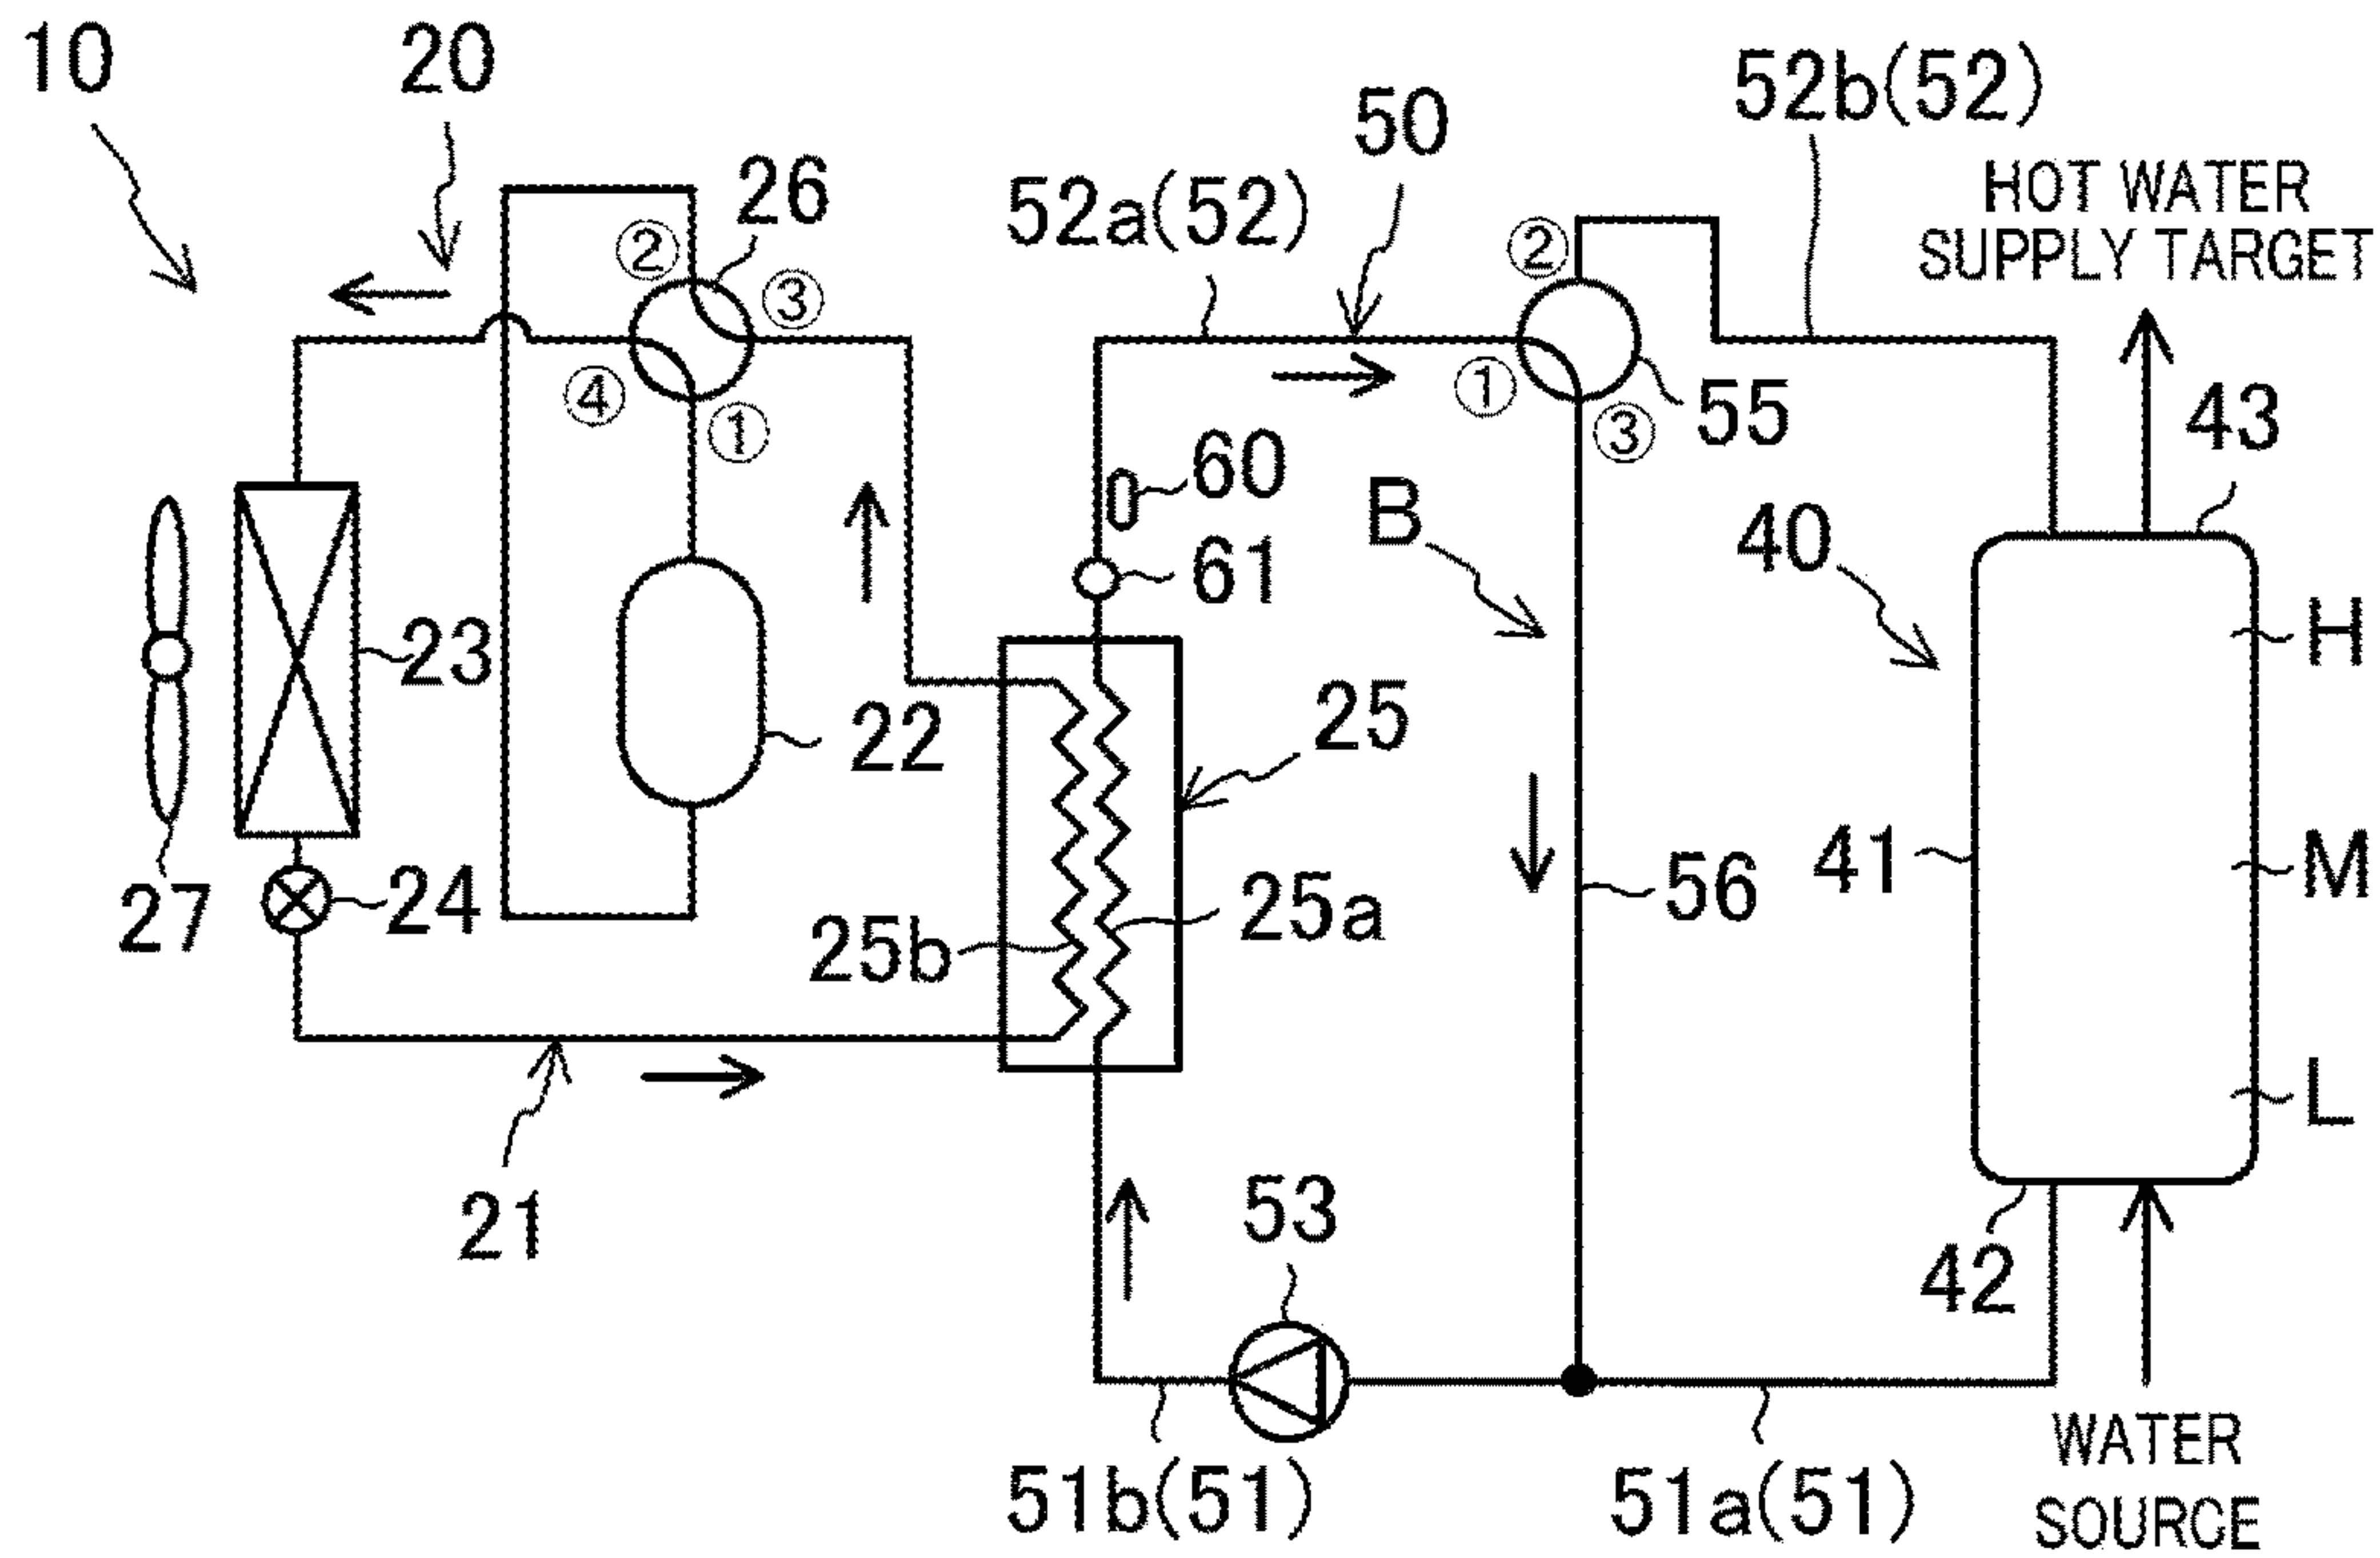 10
20
50
52b(52)
26
52a(52)
HOT WATER
SUPPLY TARGET
②
③
②
④
①
①
③
55
43
60
B
40
61
23
H
22
25
27
24
25b
25a
56
41
M
21
53
L
42
51b(51)
51a(51)
WATER
SOURCE